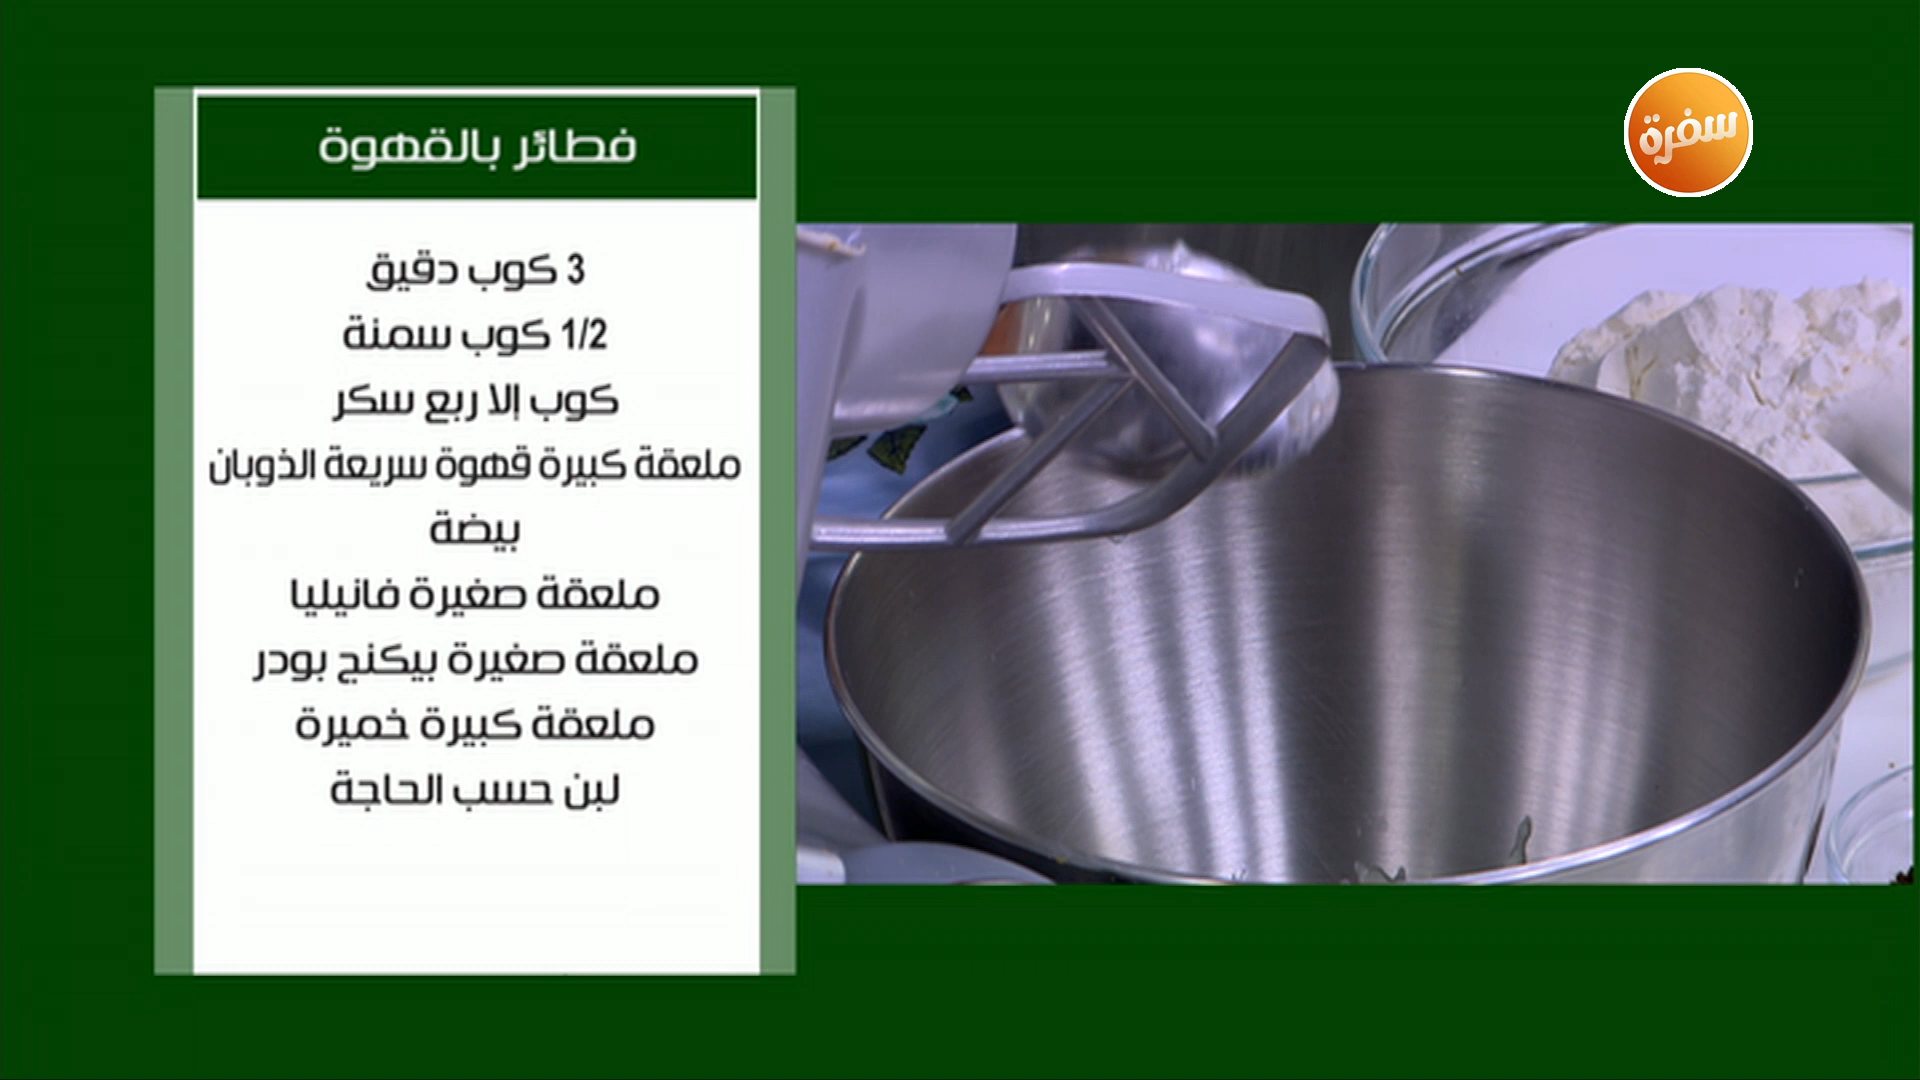 سفرة
فطائر بالقهوة
3 كوب دقيق
1/2 كوب سمنة
كوب إلا ربع سكر
ملعقة كبيرة قهوة سريعة الذوبان
بيضة
ملعقة صغيرة فانيليا
ملعقة صغيرة بيكنج بودر
ملعقة كبيرة خميرة
لبن حسب الحاجة